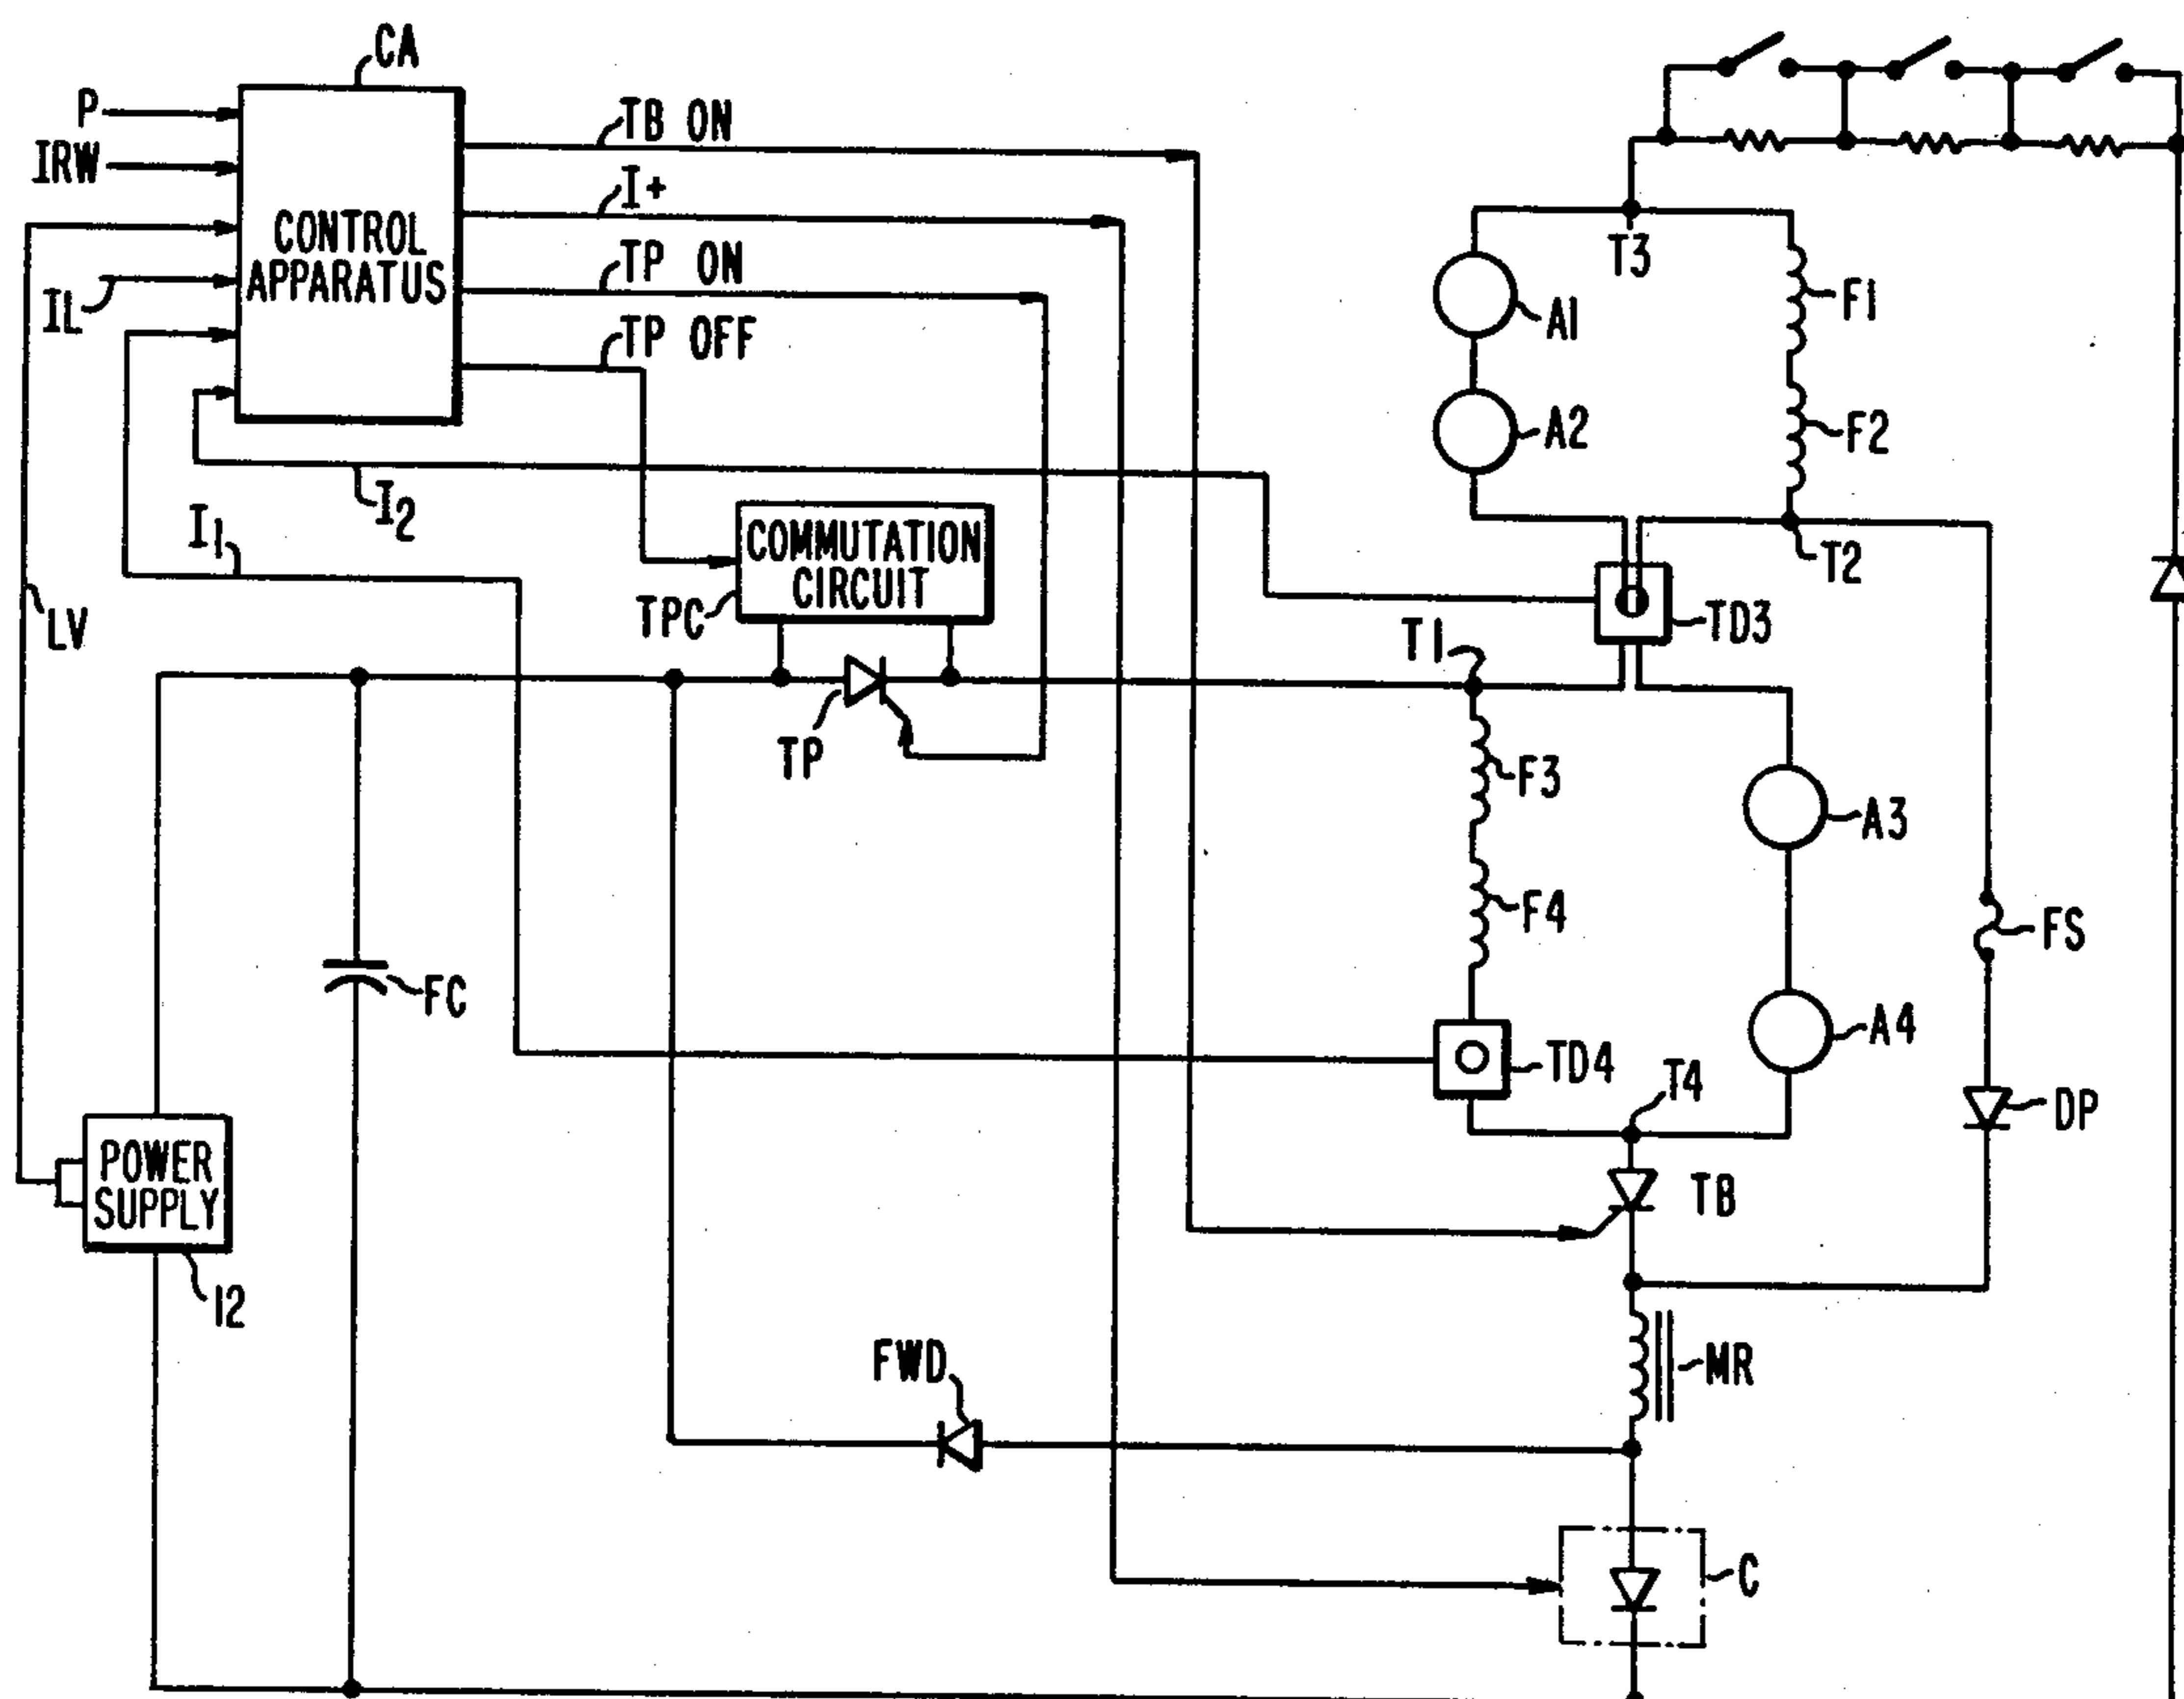 CA
P
IRW
IL
CONTROL
APPARATUS
TB ON
I+
TP ON
TP OFF
T3
A1
F1
A2
F2
I2
I1
COMMUTATION
CIRCUIT
TPC
T2
TD3
LV
T1
TP
F3
A3
F4
FS
FC
TD4
A4
T4
DP
POWER
SUPPLY
TB
12
FWD
MR
C